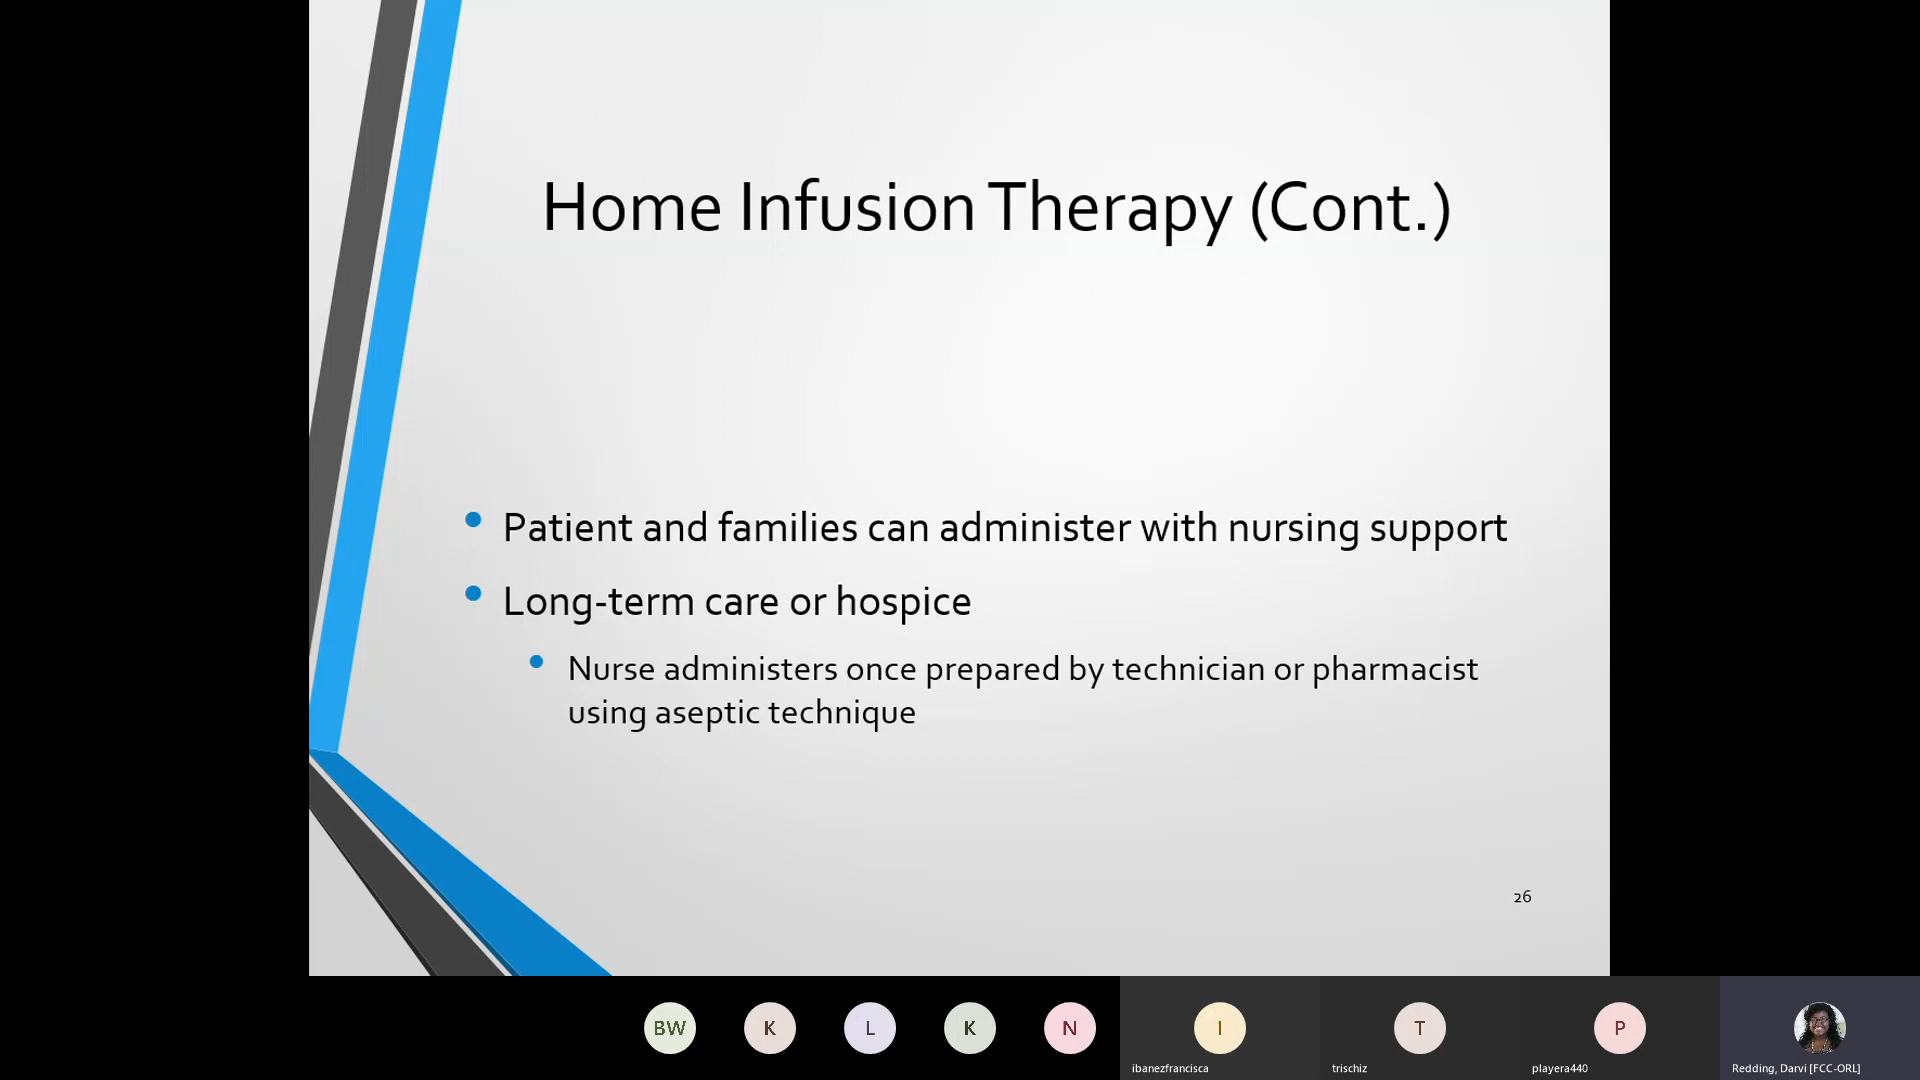 Home Infusion Therapy (Cont.)
Patient and families can administer with nursing support
Long-term care or hospice
Nurse administers once prepared by technician or pharmacist
using aseptic technique
26
BW
K
L
K
N
I
T
P
ibanezfrancisca
trischiz
playera440
Redding, Darvi [FCC-ORL]